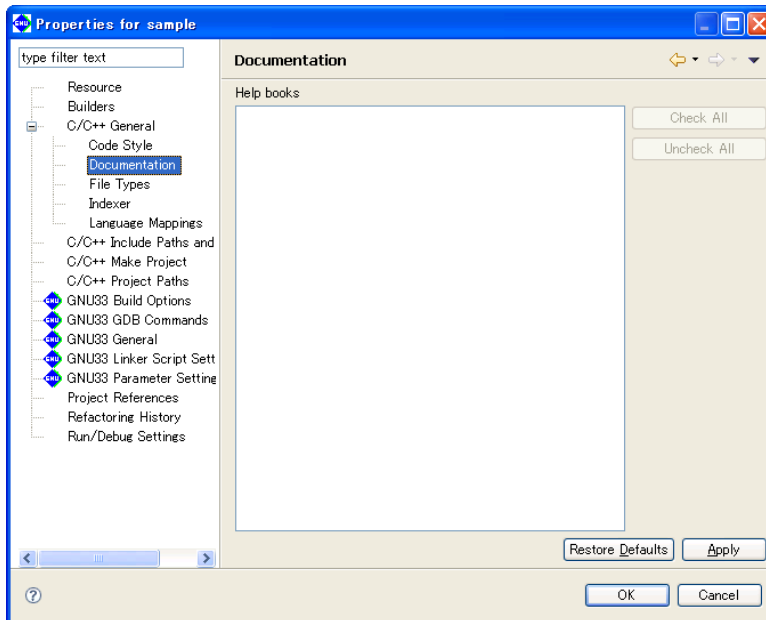 Properties for sample
type filter text
Documentation
Resource
Builders
C/C++ General
Code Style
Documentation
File Types
Indexer
Language Mappings
C/C++ Include Paths and
C/C++ Make Project
C/C++ Project Paths
GNU33 Build Options
GNU33 GDB Commands
GNU33 General
GNU33 Linker Script Sett
GNU33 Parameter Setting
Project References
Refactoring History
Run/Debug Settings
Help books
Check All
Uncheck All
Restore Defaults
Apply
OK
Cancel